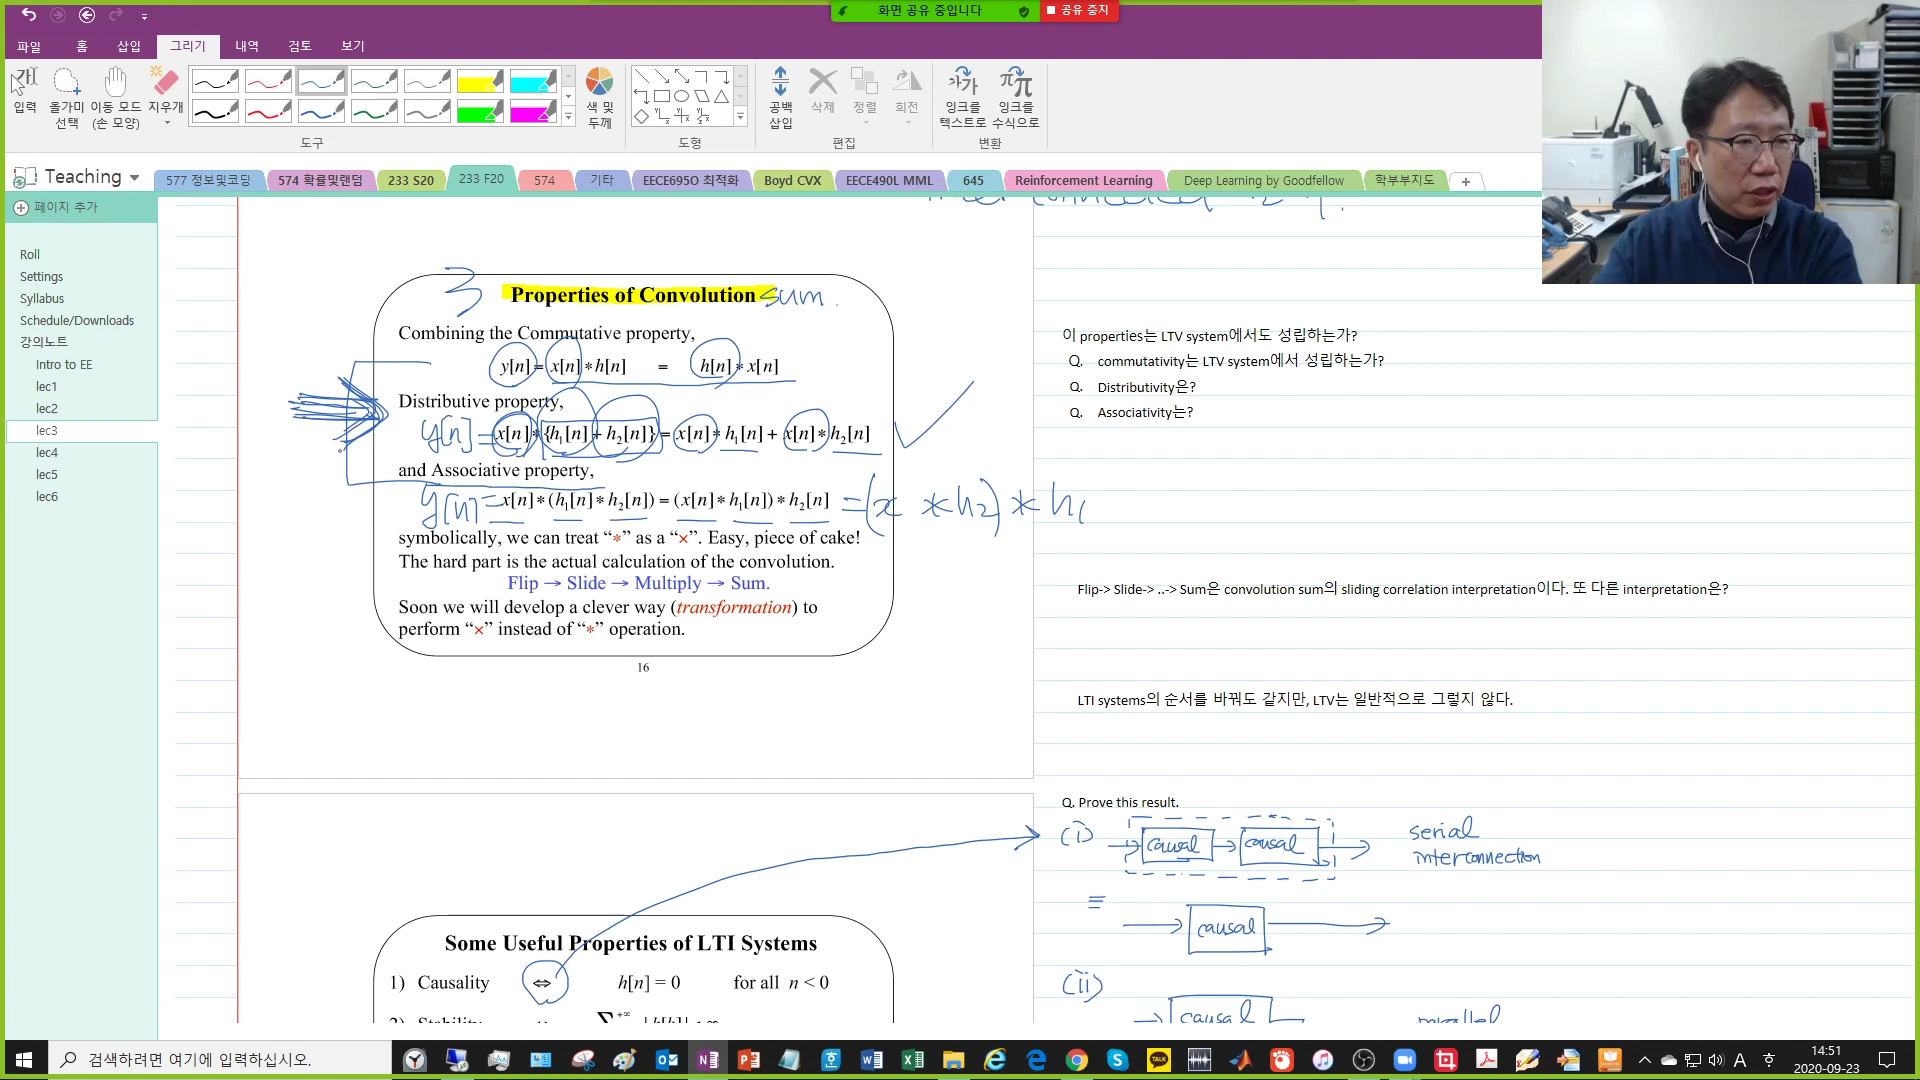 화면 공유 중입니다 공유 중지
파일 홈 삽입 그리기 내역 검토 보기
입력 올가미 선택 이동 모드 (손 모양) 지우개 색 및 두께 공백 삽입 삭제 정렬 회전 잉크를 텍스트로 잉크를 수식으로
도구 도형 편집 변환
Teaching 577 정보및코딩 574 확률및랜덤 233 S20 233 F20 574 기타 EECE695O 최적화 Boyd CVX EECE490L MML 645 Reinforcement Learning Deep Learning by Goodfellow 학부부지도
페이지 추가
Roll
Settings
Syllabus
Schedule/Downloads
강의노트
Intro to EE
lec1
lec2
lec3
lec4
lec5
lec6
3 Properties of Convolution sum.
Combining the Commutative property,
y[n] = x[n]∗h[n] = h[n]∗x[n]
Distributive property,
y[n] = x[n]∗{h₁[n]+h₂[n]} = x[n]∗h₁[n]+x[n]∗h₂[n]
and Associative property,
y[n] = x[n]∗(h₁[n]∗h₂[n]) = (x[n]∗h₁[n])∗h₂[n] = (x ∗h2)∗h1
symbolically, we can treat “∗” as a “×”. Easy, piece of cake!
The hard part is the actual calculation of the convolution.
Flip → Slide → Multiply → Sum.
Soon we will develop a clever way (transformation) to
perform “×” instead of “∗” operation.
16
이 properties는 LTV system에서도 성립하는가?
Q. commutativity는 LTV system에서 성립하는가?
Q. Distributivity은?
Q. Associativity는?
Flip-> Slide-> ..-> Sum은 convolution sum의 sliding correlation interpretation이다. 또 다른 interpretation은?
LTI systems의 순서를 바꿔도 같지만, LTV는 일반적으로 그렇지 않다.
Q. Prove this result.
(i) causal causal serial
interconnection
≡ causal
(ii) causal parallel
Some Useful Properties of LTI Systems
1) Causality ⇔ h[n] = 0 for all n < 0
2) Stability
검색하려면 여기에 입력하십시오.
A
14:51
2020-09-23